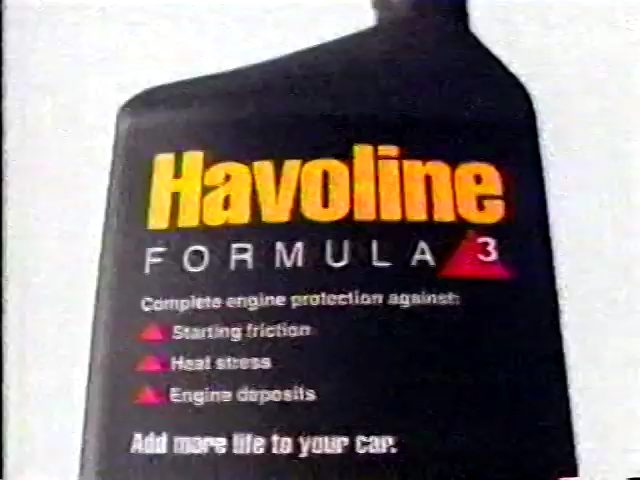 Havoline
FORMULA 3
Complete engine protection against:
Starting friction
Heat stress
Engine deposits
Add more life to your car.